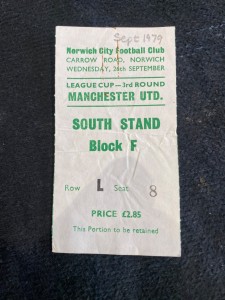 Sept 1979
Norwich City Football Club
CARROW ROAD, NORWICH
WEDNESDAY, 26th SEPTEMBER
LEAGUE CUP—3rd ROUND
MANCHESTER UTD.
SOUTH STAND
Block F
Row L Seat 8
PRICE £2.85
This Portion to be retained